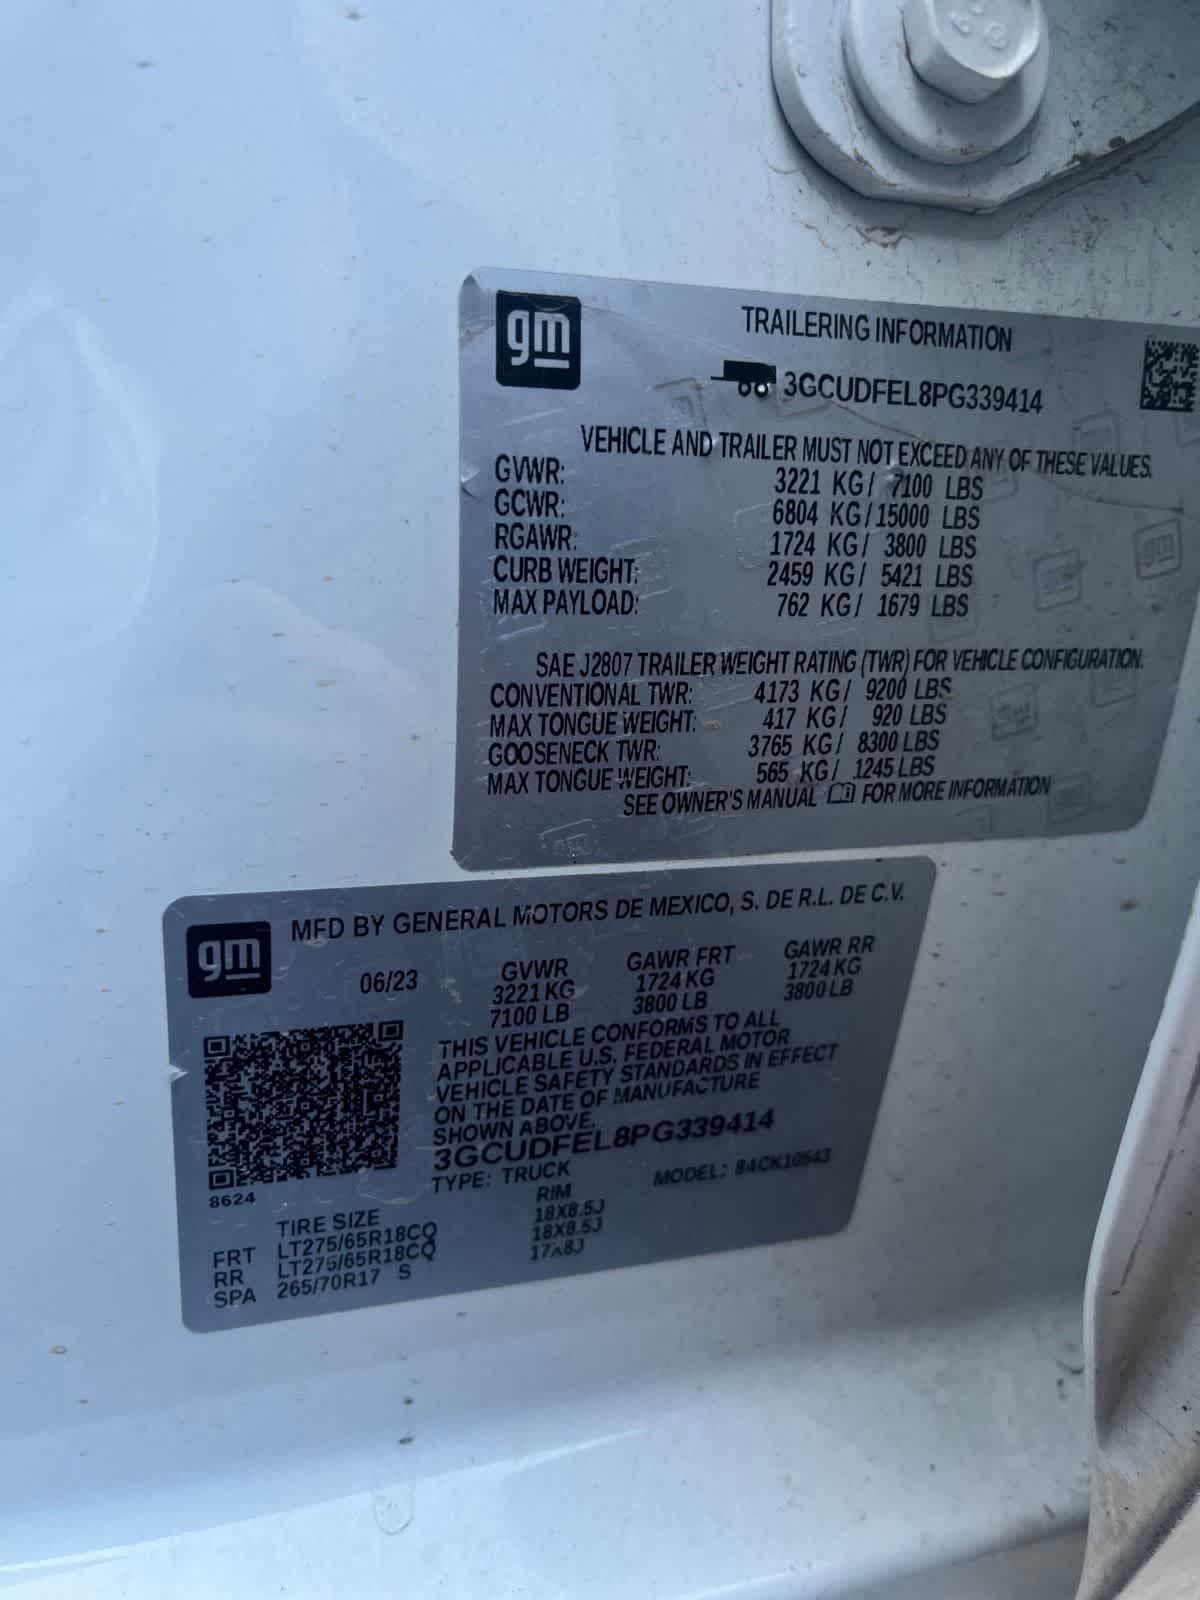 gm
TRAILERING INFORMATION
3GCUDFEL8PG339414
VEHICLE AND TRAILER MUST NOT EXCEED ANY OF THESE VALUES.
GVWR: 3221 KG / 7100 LBS
GCWR: 6804 KG / 15000 LBS
RGAWR: 1724 KG / 3800 LBS
CURB WEIGHT: 2459 KG / 5421 LBS
MAX PAYLOAD: 762 KG / 1679 LBS
SAE J2807 TRAILER WEIGHT RATING (TWR) FOR VEHICLE CONFIGURATION.
CONVENTIONAL TWR: 4173 KG / 9200 LBS
MAX TONGUE WEIGHT: 417 KG / 920 LBS
GOOSENECK TWR: 3765 KG / 8300 LBS
MAX TONGUE WEIGHT: 565 KG / 1245 LBS
SEE OWNER'S MANUAL FOR MORE INFORMATION
gm
MFD BY GENERAL MOTORS DE MEXICO, S. DE R.L. DE C.V.
06/23 GVWR GAWR FRT GAWR RR
3221 KG 1724 KG 1724 KG
7100 LB 3800 LB 3800 LB
THIS VEHICLE CONFORMS TO ALL
APPLICABLE U.S. FEDERAL MOTOR
VEHICLE SAFETY STANDARDS IN EFFECT
ON THE DATE OF MANUFACTURE
SHOWN ABOVE.
3GCUDFEL8PG339414
TYPE: TRUCK MODEL: 84CK10543
8624
TIRE SIZE RIM
FRT LT275/65R18CQ 18X8.5J
RR LT275/65R18CQ 18X8.5J
SPA 265/70R17 S 17X8J